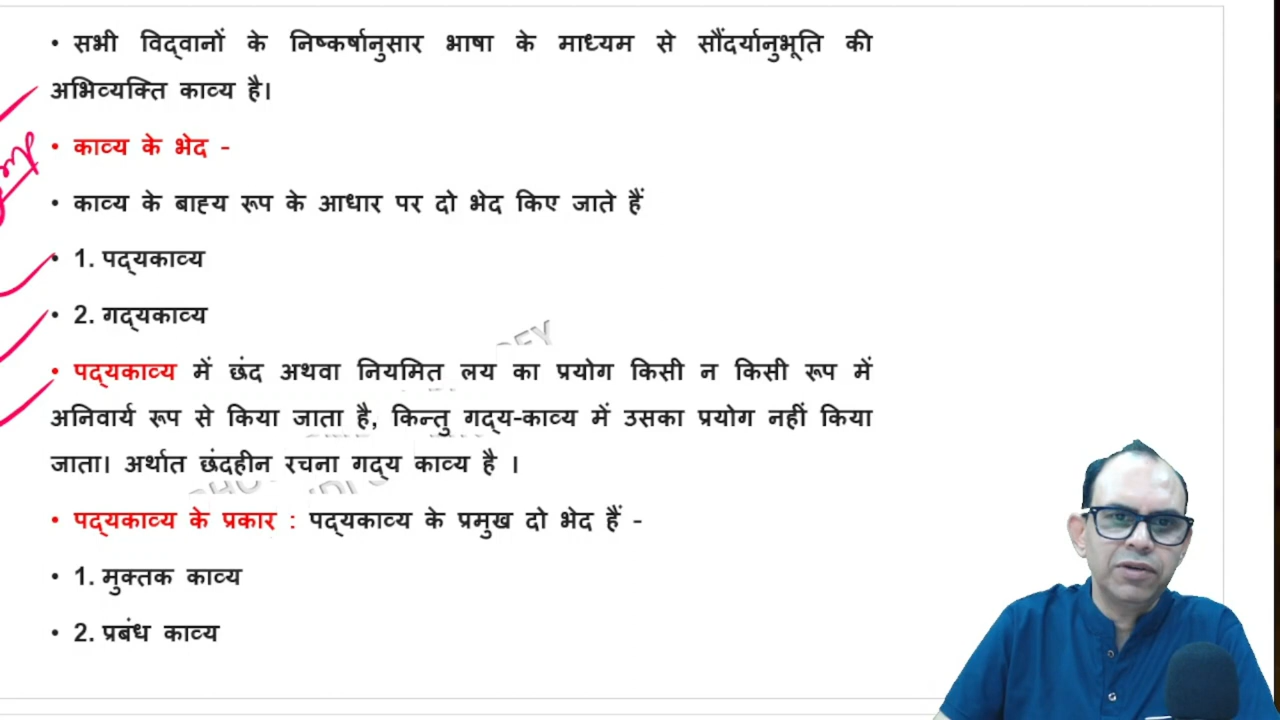 • सभी विद्वानों के निष्कर्षानुसार भाषा के माध्यम से सौंदर्यानुभूति की
अभिव्यक्ति काव्य है।
• काव्य के भेद -
• काव्य के बाह्य रूप के आधार पर दो भेद किए जाते हैं
• 1. पद्यकाव्य
• 2. गद्यकाव्य
• पद्यकाव्य में छंद अथवा नियमित लय का प्रयोग किसी न किसी रूप में
अनिवार्य रूप से किया जाता है, किन्तु गद्य-काव्य में उसका प्रयोग नहीं किया
जाता। अर्थात छंदहीन रचना गद्य काव्य है ।
• पद्यकाव्य के प्रकार : पद्यकाव्य के प्रमुख दो भेद हैं -
• 1. मुक्तक काव्य
• 2. प्रबंध काव्य